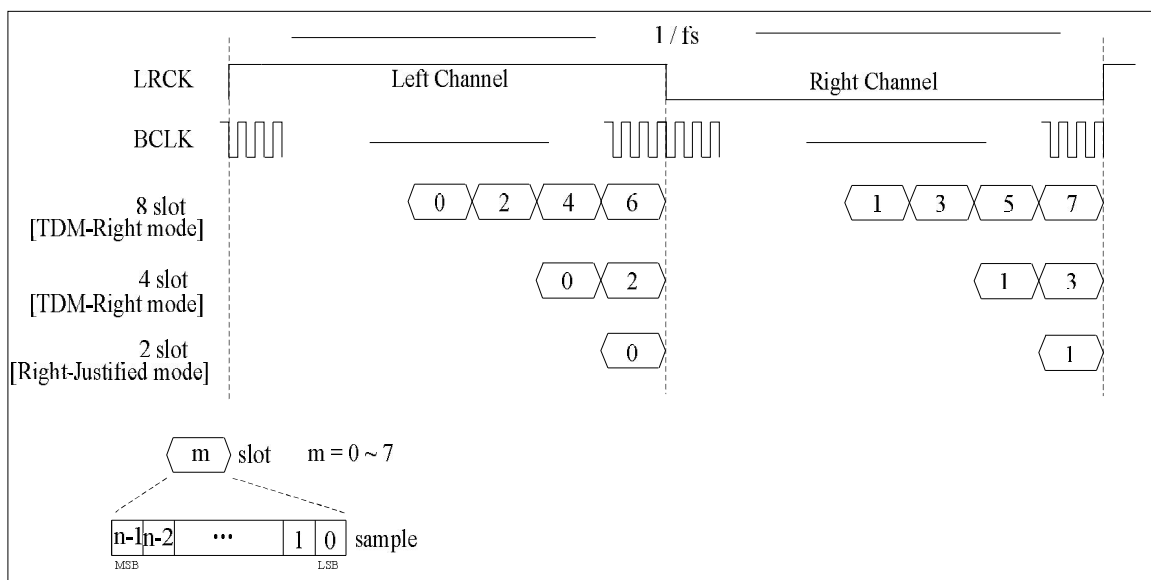 1 / fs
LRCK Left Channel Right Channel
BCLK
8 slot 0 2 4 6 1 3 5 7
[TDM-Right mode]
4 slot 0 2 1 3
[TDM-Right mode]
2 slot 0 1
[Right-Justified mode]
m slot m = 0 ~ 7
n-1 n-2 ... 1 0 sample
MSB LSB